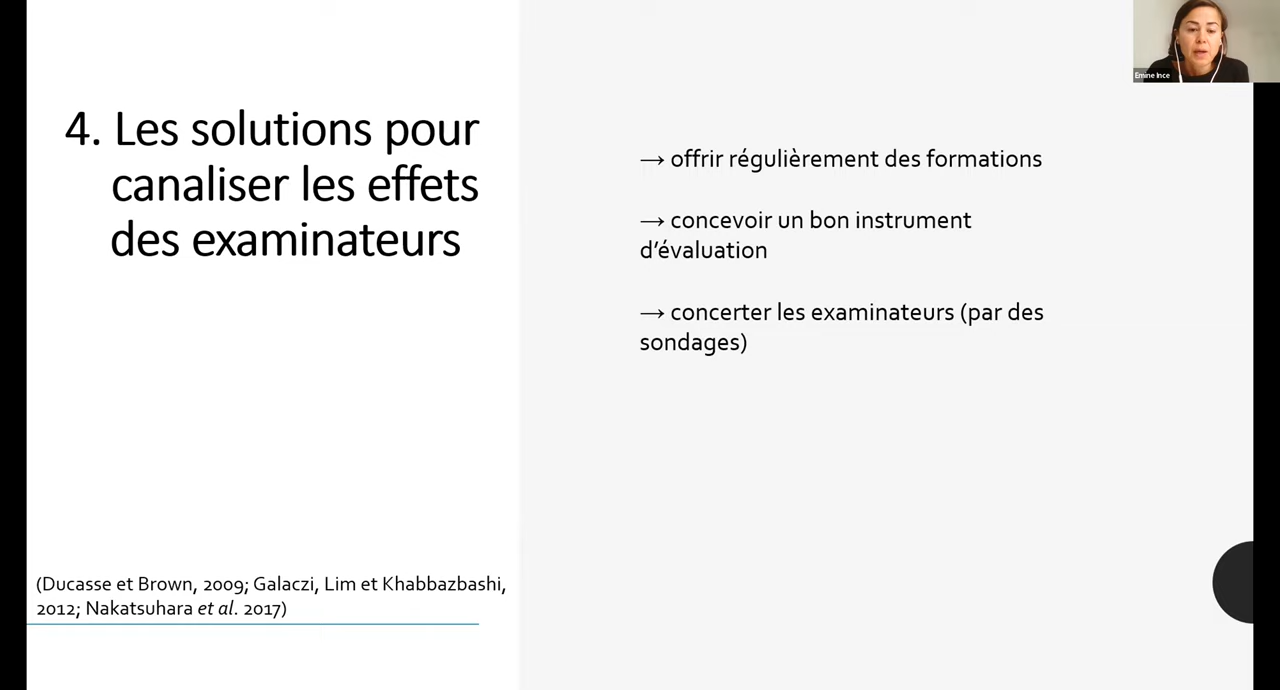 4. Les solutions pour
canaliser les effets
des examinateurs
→ offrir régulièrement des formations
→ concevoir un bon instrument
d’évaluation
→ concerter les examinateurs (par des
sondages)
(Ducasse et Brown, 2009; Galaczi, Lim et Khabbazbashi,
2012; Nakatsuhara et al. 2017)
Emine Ince